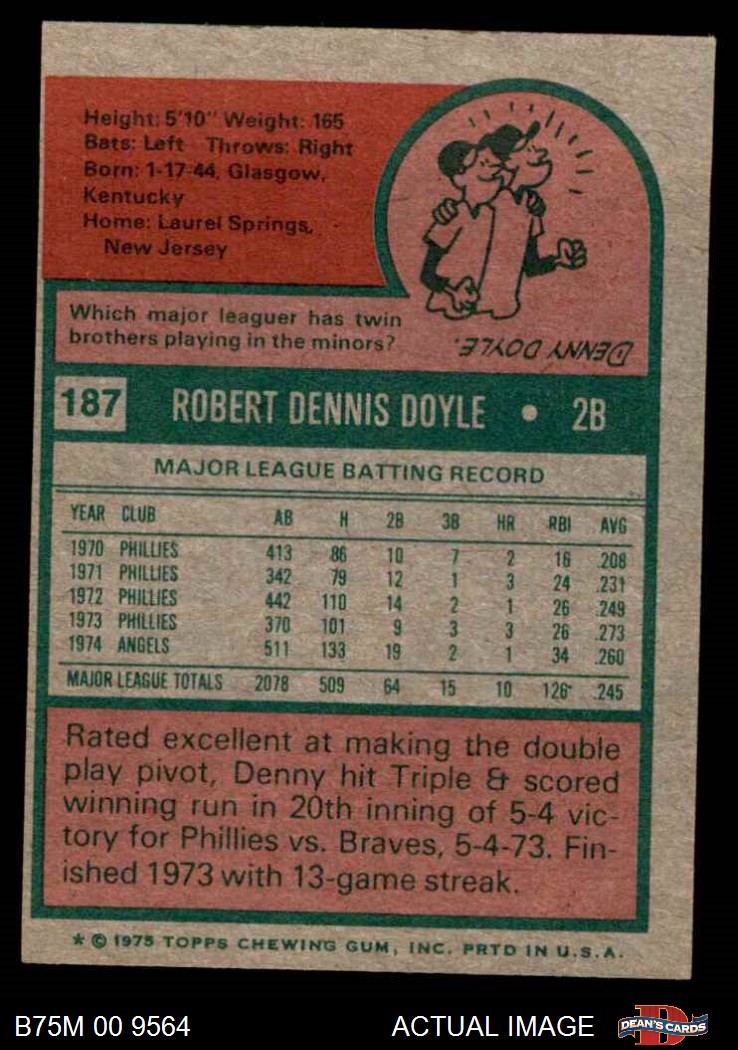 Height: 5'10" Weight: 165
Bats: Left Throws: Right
Born: 1-17-44, Glasgow,
Kentucky
Home: Laurel Springs,
New Jersey
Which major leaguer has twin
brothers playing in the minors?
DENNY DOYLE.
187 ROBERT DENNIS DOYLE • 2B
MAJOR LEAGUE BATTING RECORD
YEAR CLUB AB H 2B 3B HR RBI AVG
1970 PHILLIES 413 86 10 7 2 16 .208
1971 PHILLIES 342 79 12 1 3 24 .231
1972 PHILLIES 442 110 14 2 1 26 .249
1973 PHILLIES 370 101 9 3 3 26 .273
1974 ANGELS 511 133 19 2 1 34 .260
MAJOR LEAGUE TOTALS 2078 509 64 15 10 126 .245
Rated excellent at making the double
play pivot, Denny hit Triple & scored
winning run in 20th inning of 5-4 vic-
tory for Phillies vs. Braves, 5-4-73. Fin-
ished 1973 with 13-game streak.
* © 1975 TOPPS CHEWING GUM, INC. PRTD IN U.S.A.
B75M 00 9564 ACTUAL IMAGE DEAN'S CARDS